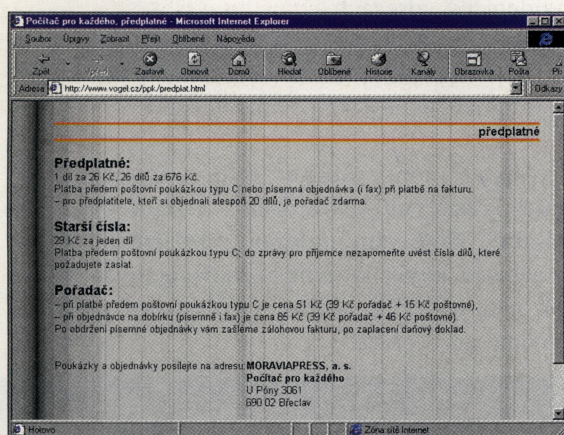 Počítač pro každého, předplatné - Microsoft Internet Explorer
Soubor Úpravy Zobrazit Přejít Oblíbené Nápověda
Zpět Vpřed Zastavit Obnovit Domů Hledat Oblíbené Historie Kanály Obrazovka Pošta
Adresa http://www.vogel.cz/ppk/predplat.html Odkazy
předplatné
Předplatné:
1 díl za 26 Kč, 26 dílů za 676 Kč.
Platba předem poštovní poukázkou typu C nebo písemná objednávka (i fax) při platbě na fakturu.
– pro předplatitele, kteří si objednali alespoň 20 dílů, je pořadač zdarma.
Starší čísla:
29 Kč za jeden díl
Platba předem poštovní poukázkou typu C; do zprávy pro příjemce nezapomeňte uvést čísla dílů, které
požadujete zaslat.
Pořadač:
– při platbě předem poštovní poukázkou typu C je cena 51 Kč (39 Kč pořadač + 15 Kč poštovné),
– při objednávce na dobírku (písemně i fax) je cena 85 Kč (39 Kč pořadač + 46 Kč poštovné).
Po obdržení písemné objednávky vám zašleme zálohovou fakturu, po zaplacení daňový doklad.
Poukázky a objednávky posílejte na adresu: MORAVIAPRESS, a. s.
Počítač pro každého
U Póny 3061
690 02 Břeclav
Hotovo Zóna sítě Internet